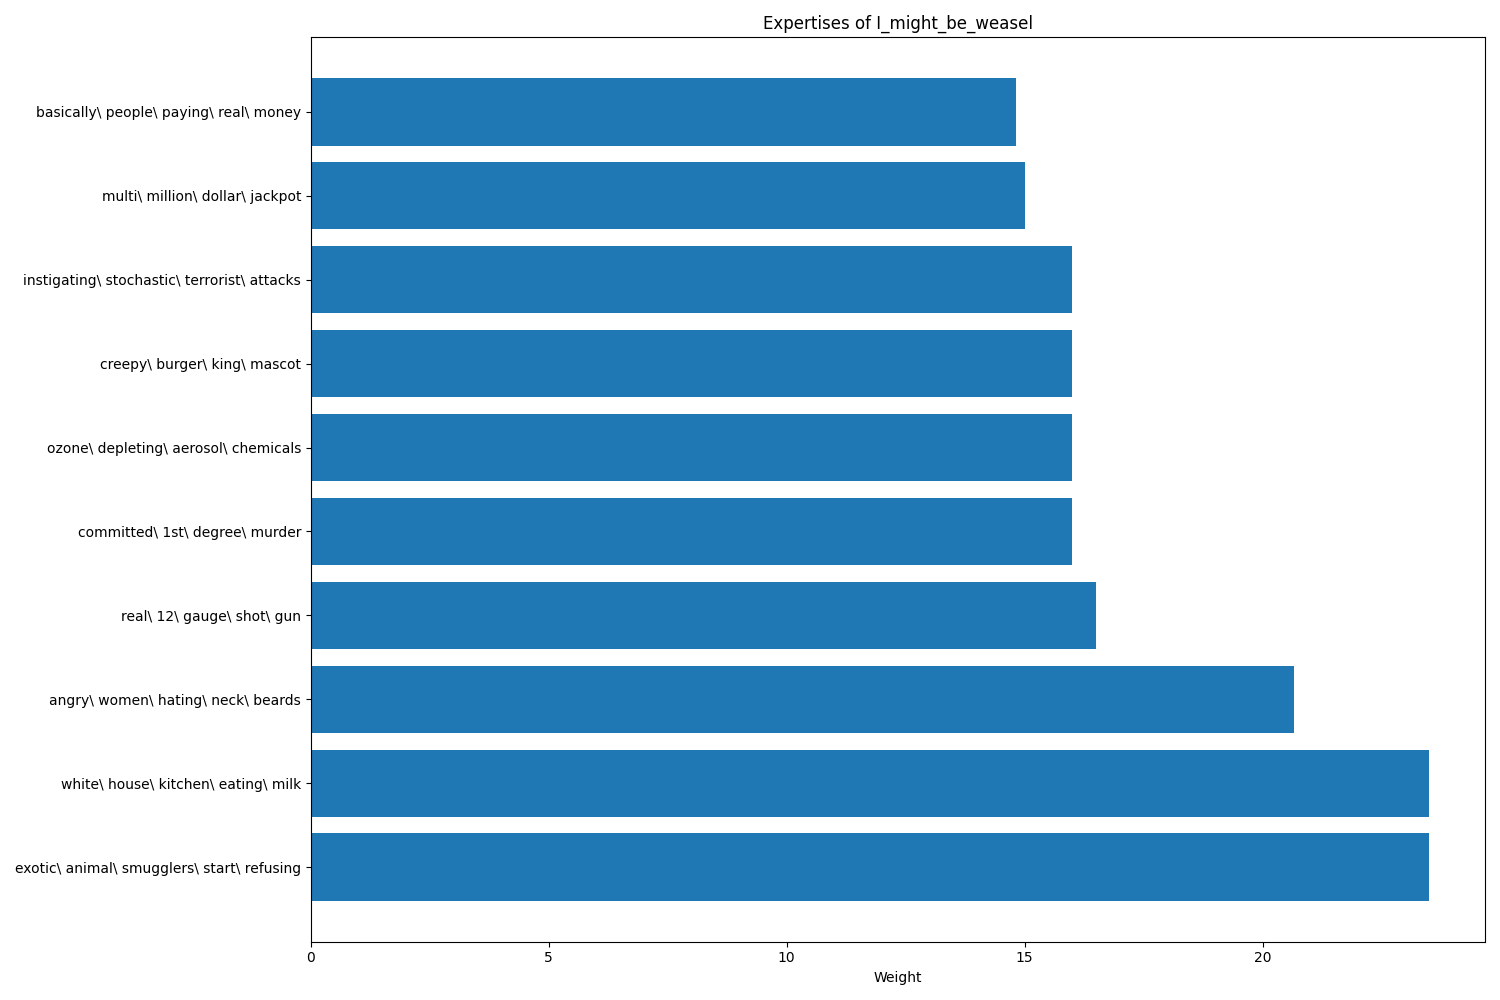 Expertises of I_might_be_weasel
basically\ people\ paying\ real\ money
multi\ million\ dollar\ jackpot
instigating\ stochastic\ terrorist\ attacks
creepy\ burger\ king\ mascot
ozone\ depleting\ aerosol\ chemicals
committed\ 1st\ degree\ murder
real\ 12\ gauge\ shot\ gun
angry\ women\ hating\ neck\ beards
white\ house\ kitchen\ eating\ milk
exotic\ animal\ smugglers\ start\ refusing
0 5 10 15 20
Weight